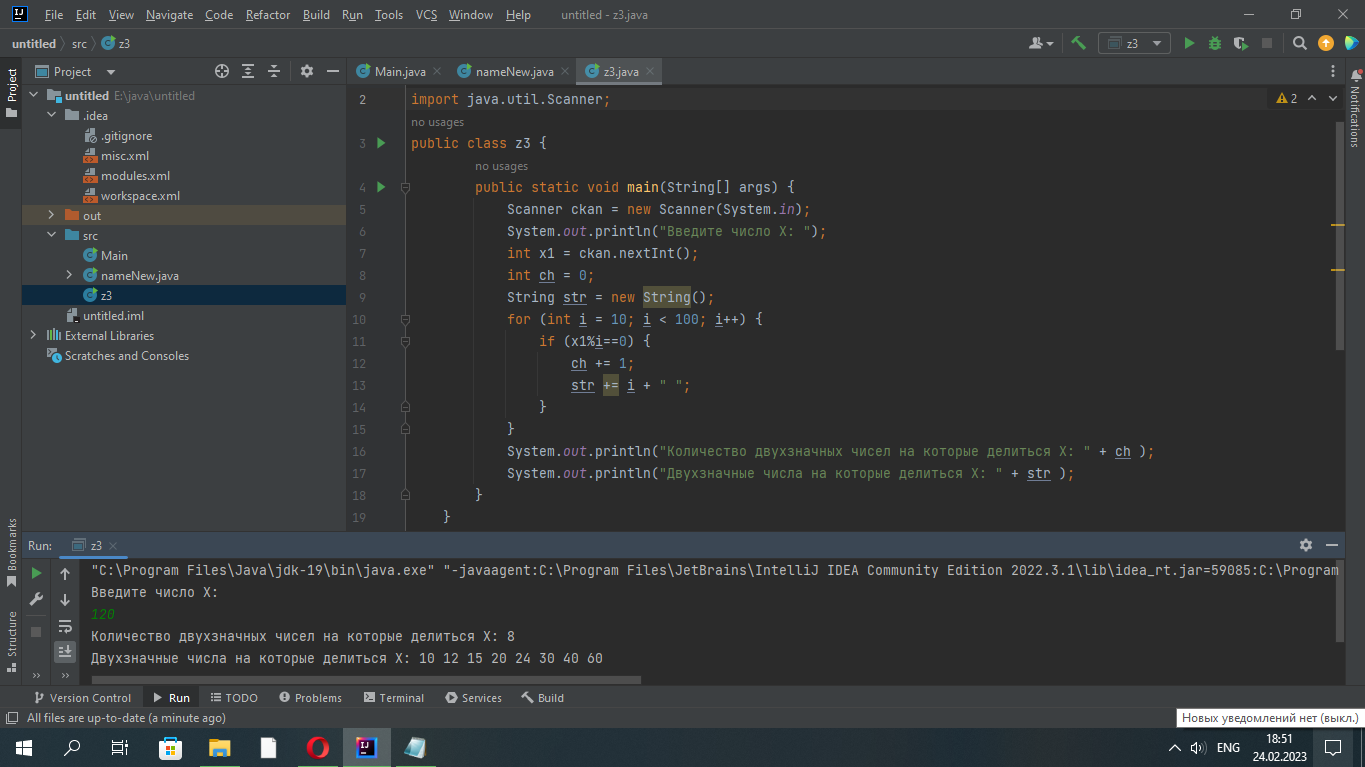 File Edit View Navigate Code Refactor Build Run Tools VCS Window Help untitled - z3.java
untitled src z3
z3
Project
Main.java nameNew.java z3.java
Project
untitled E:\java\untitled
.idea
.gitignore
misc.xml
modules.xml
workspace.xml
out
src
Main
nameNew.java
z3
untitled.iml
External Libraries
Scratches and Consoles
2 import java.util.Scanner;
no usages
3 public class z3 {
no usages
4 public static void main(String[] args) {
5 Scanner ckan = new Scanner(System.in);
6 System.out.println("Введите число X: ");
7 int x1 = ckan.nextInt();
8 int ch = 0;
9 String str = new String();
10 for (int i = 10; i < 100; i++) {
11 if (x1%i==0) {
12 ch += 1;
13 str += i + " ";
14 }
15 }
16 System.out.println("Количество двухзначных чисел на которые делиться X: " + ch );
17 System.out.println("Двухзначные числа на которые делиться X: " + str );
18 }
19 }
2
Notifications
Bookmarks
Structure
Run: z3
"C:\Program Files\Java\jdk-19\bin\java.exe" "-javaagent:C:\Program Files\JetBrains\IntelliJ IDEA Community Edition 2022.3.1\lib\idea_rt.jar=59085:C:\Program
Введите число X:
120
Количество двухзначных чисел на которые делиться X: 8
Двухзначные числа на которые делиться X: 10 12 15 20 24 30 40 60
Version Control Run TODO Problems Terminal Services Build
All files are up-to-date (a minute ago)
Новых уведомлений нет (выкл.)
ENG
18:51
24.02.2023